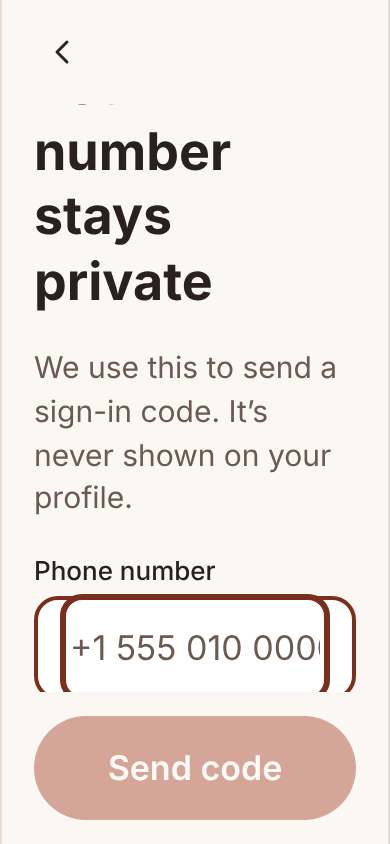 number
stays
private
We use this to send a
sign-in code. It’s
never shown on your
profile.
Phone number
+1 555 010 000
Send code